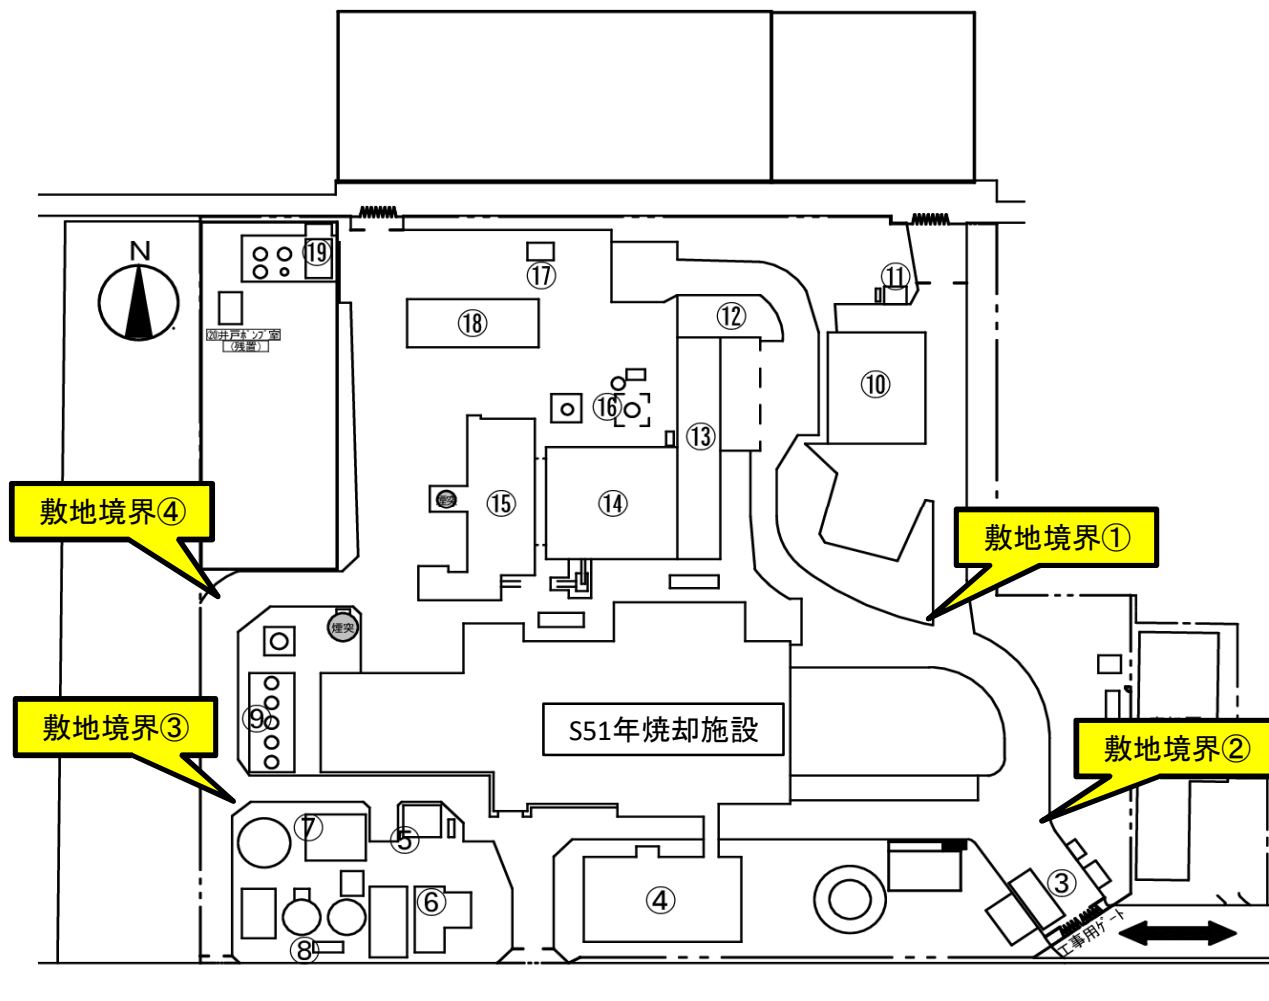 N
⑲
⑰
⑪
⑳井戸ポンプ室
(残置)
⑱
⑫
⑩
⑯
⑬
煙突
⑮
⑭
敷地境界④
敷地境界①
煙突
⑨
敷地境界③
S51年焼却施設
敷地境界②
⑦
⑤
③
④
⑥
⑧
工事用ゲート